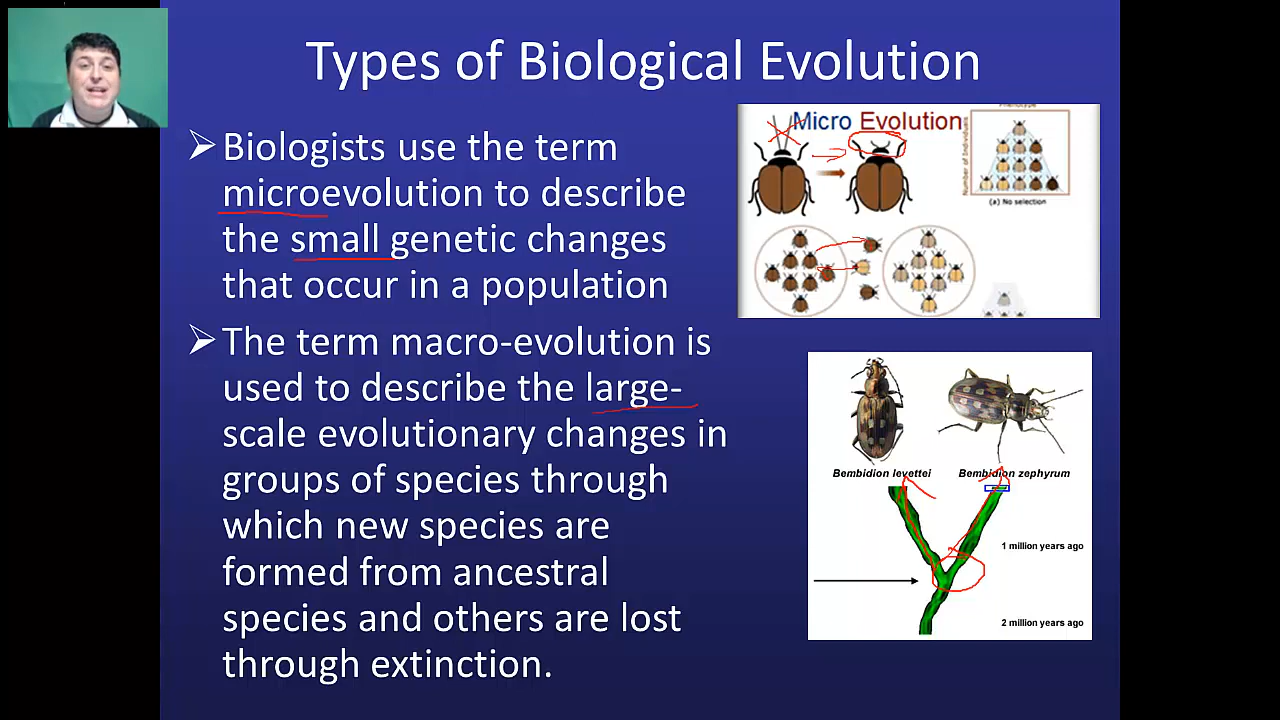 Types of Biological Evolution
➢Biologists use the term
microevolution to describe
the small genetic changes
that occur in a population
➢The term macro-evolution is
used to describe the large-
scale evolutionary changes in
groups of species through
which new species are
formed from ancestral
species and others are lost
through extinction.
Micro Evolution
Phenotype
Number of Individuals
(a) No selection
Bembidion levettei
Bembidion zephyrum
1 million years ago
2 million years ago